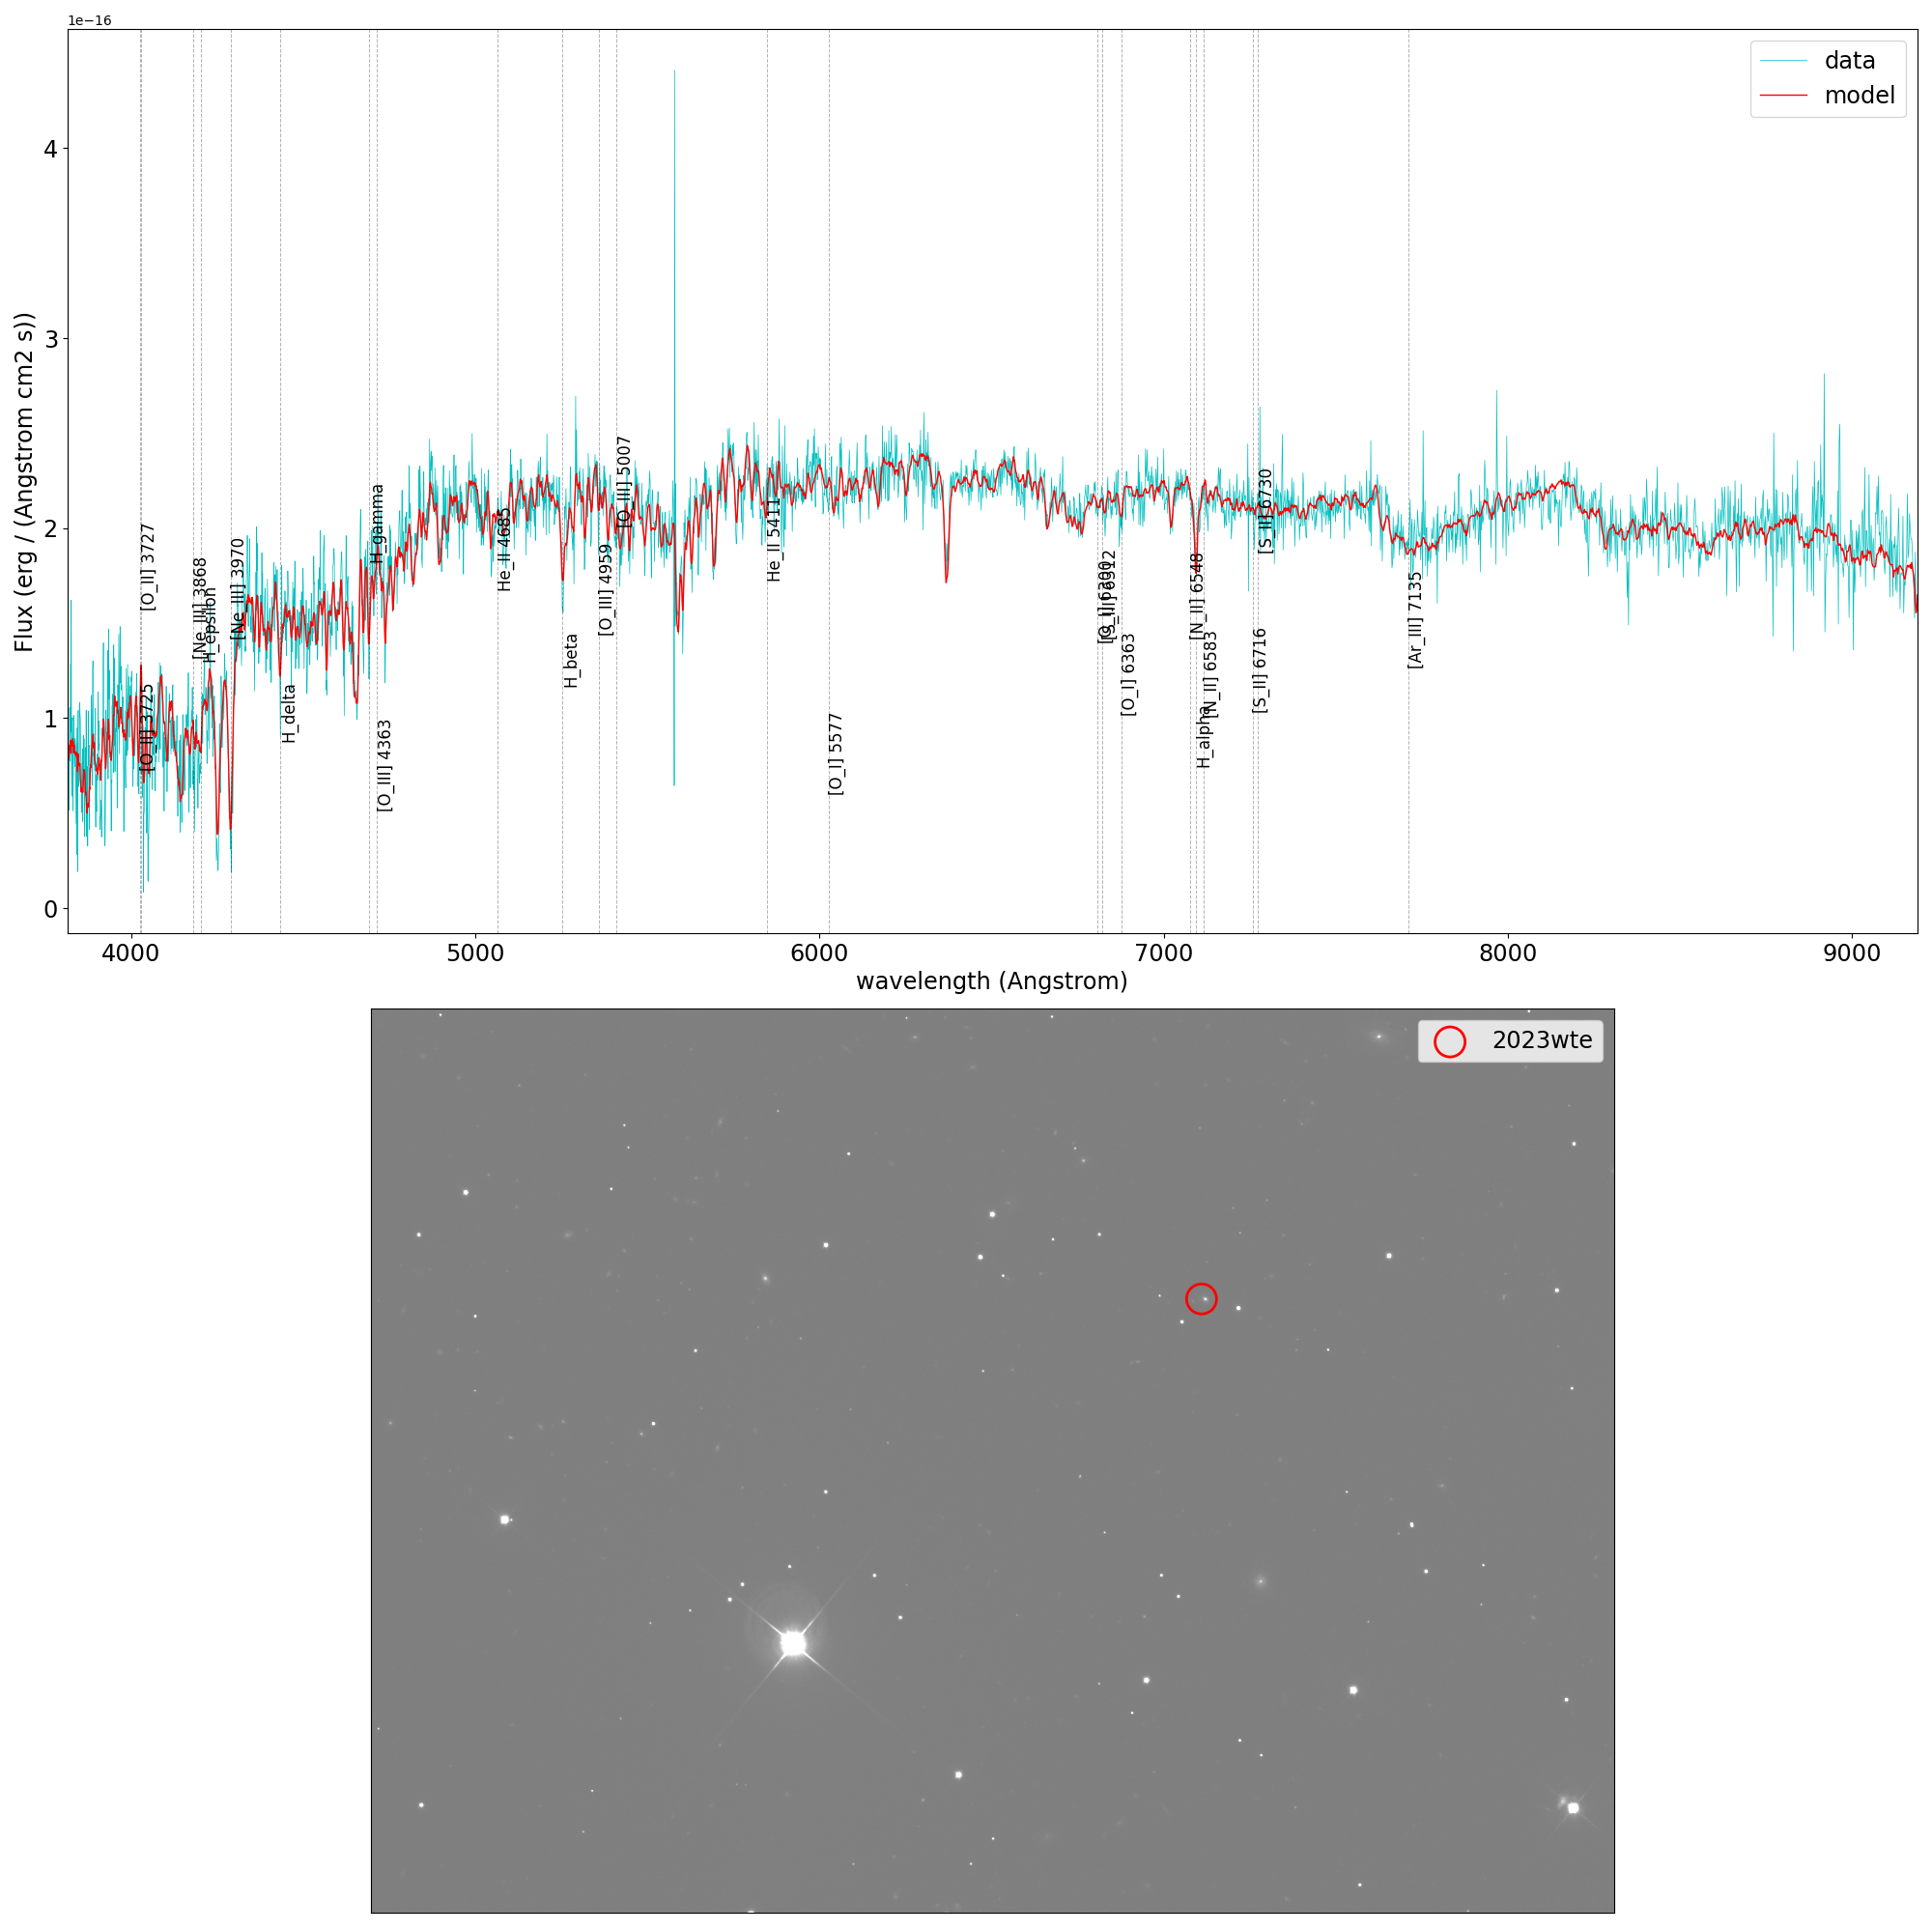 1e−16
data
model
4
3
2
1
0
Flux (erg / (Angstrom cm2 s))
[O_II] 3727
[O_II] 3725
[Ne_III] 3868
H_epsilon
[Ne_III] 3970
H_delta
H_gamma
[O_III] 4363
He_II 4685
H_beta
[O_III] 4959
[O_III] 5007
He_II 5411
[O_I] 5577
[O_I] 6300
[S_III] 6312
[O_I] 6363
[N_II] 6548
H_alpha
[N_II] 6583
[S_II] 6716
[S_II] 6730
[Ar_III] 7135
4000
5000
6000
7000
8000
9000
wavelength (Angstrom)
2023wte